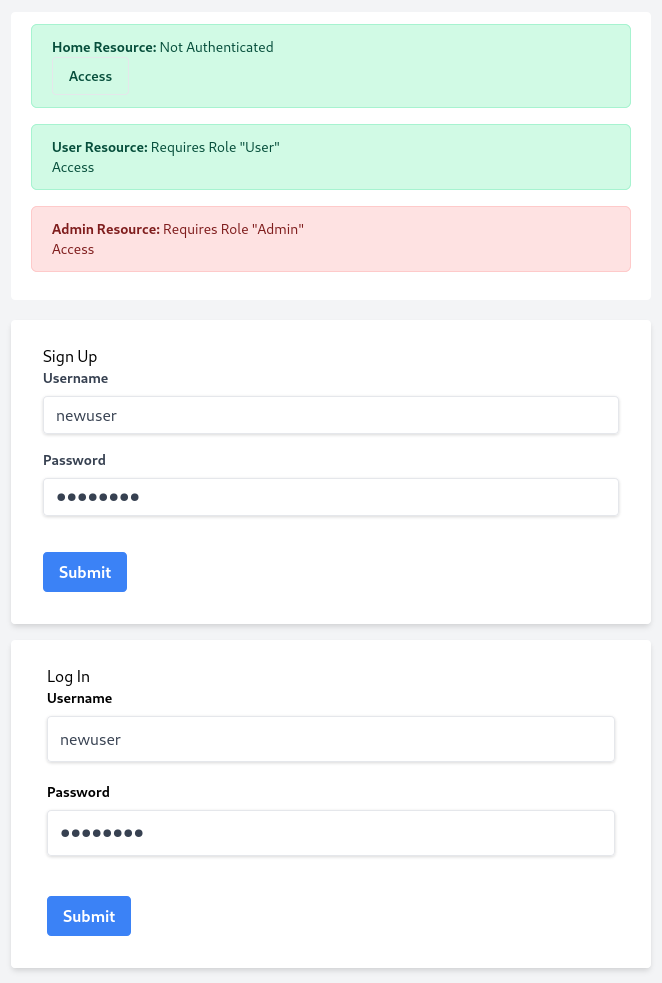 Home Resource: Not Authenticated
Access
User Resource: Requires Role "User"
Access
Admin Resource: Requires Role "Admin"
Access
Sign Up
Username
newuser
Password
●●●●●●●●
Submit
Log In
Username
newuser
Password
●●●●●●●●
Submit